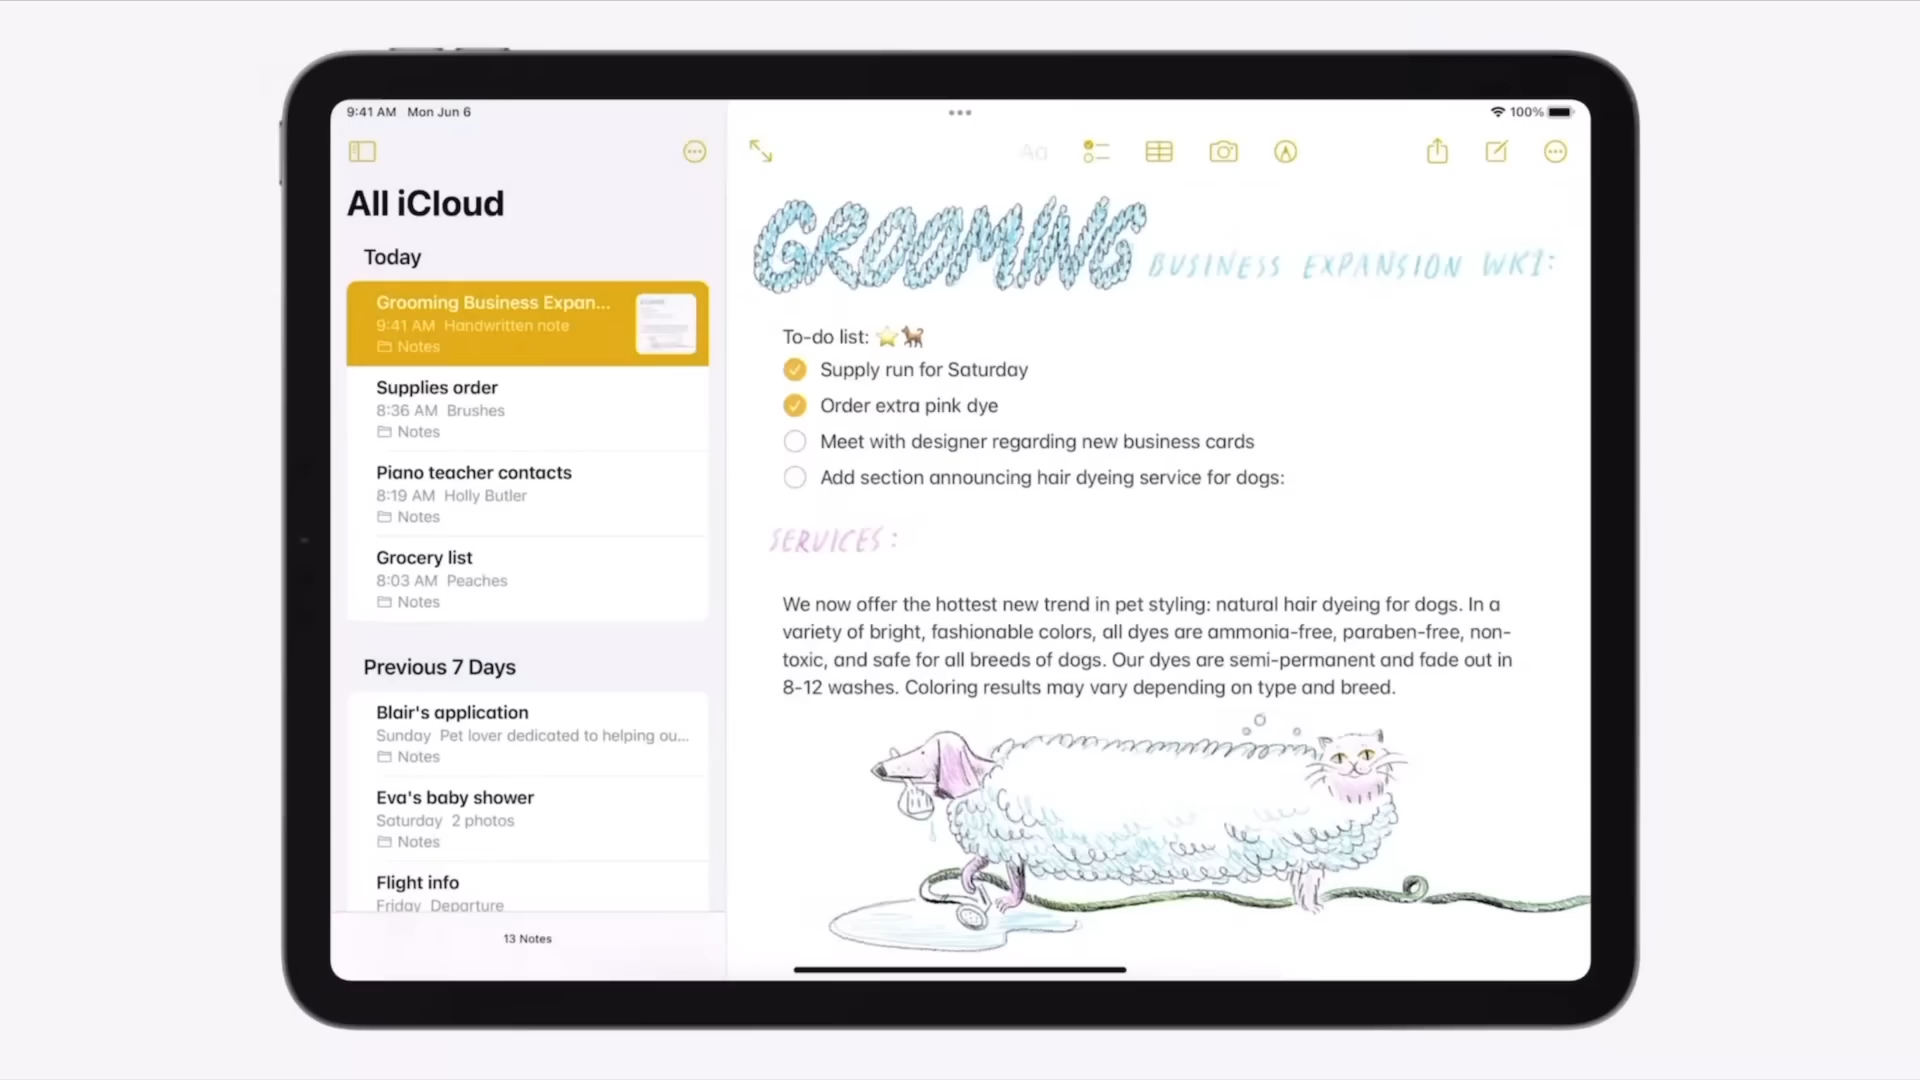 9:41 AM Mon Jun 6
100%
All iCloud
Today
Grooming Business Expan...
9:41 AM Handwritten note
Notes
Supplies order
8:36 AM Brushes
Notes
Piano teacher contacts
8:19 AM Holly Butler
Notes
Grocery list
8:03 AM Peaches
Notes
Previous 7 Days
Blair's application
Sunday Pet lover dedicated to helping ou...
Notes
Eva's baby shower
Saturday 2 photos
Notes
Flight info
Friday Departure
13 Notes
Aa
GROOMING BUSINESS EXPANSION WK1:
To-do list: ⭐🐕
Supply run for Saturday
Order extra pink dye
Meet with designer regarding new business cards
Add section announcing hair dyeing service for dogs:
SERVICES:
We now offer the hottest new trend in pet styling: natural hair dyeing for dogs. In a
variety of bright, fashionable colors, all dyes are ammonia-free, paraben-free, non-
toxic, and safe for all breeds of dogs. Our dyes are semi-permanent and fade out in
8-12 washes. Coloring results may vary depending on type and breed.